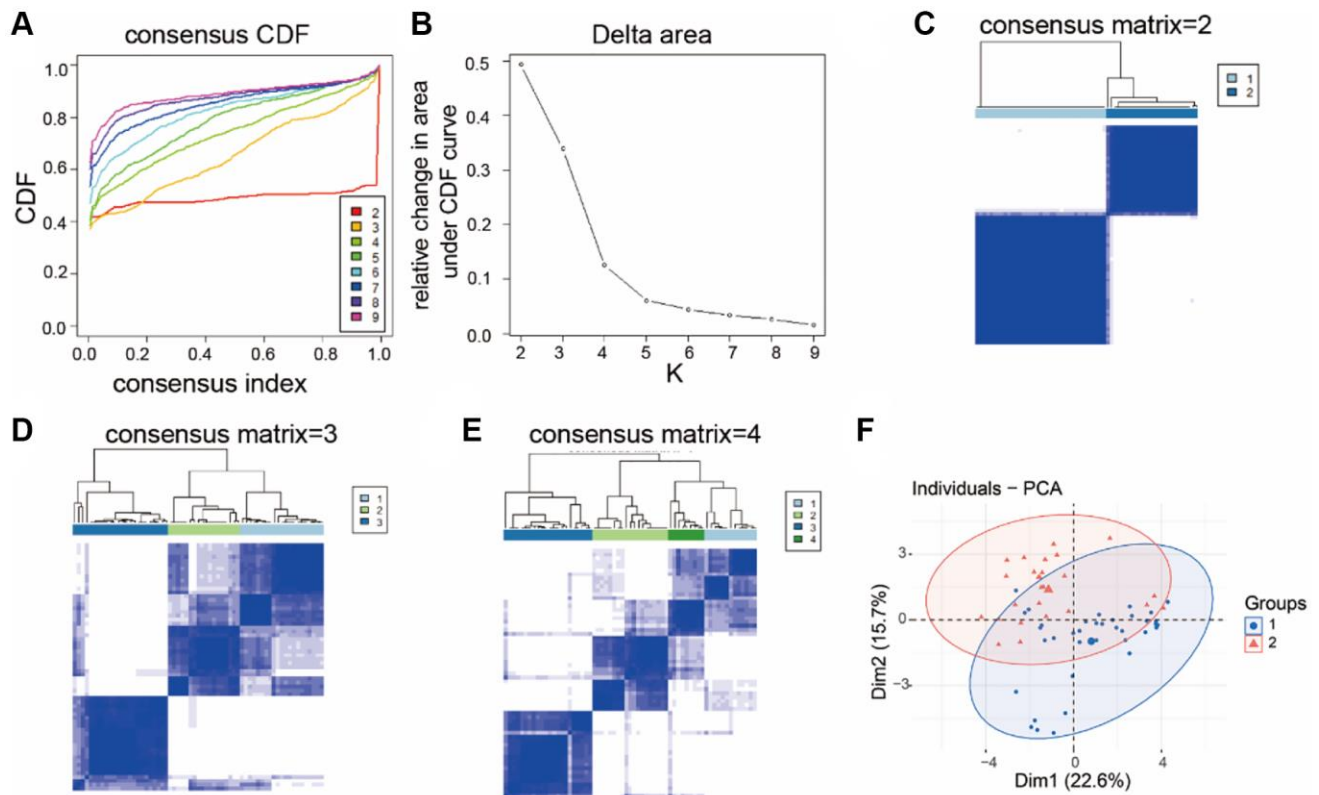 A
consensus CDF
CDF
1.0
0.8
0.6
0.4
0.2
0.0
0.0 0.2 0.4 0.6 0.8 1.0
consensus index
2
3
4
5
6
7
8
9
B
Delta area
relative change in area
under CDF curve
0.5
0.4
0.3
0.2
0.1
0.0
2 3 4 5 6 7 8 9
K
C
consensus matrix=2
1
2
D
consensus matrix=3
1
2
3
E
consensus matrix=4
1
2
3
4
F
Individuals − PCA
Dim2 (15.7%)
3
0
−3
−4 0 4
Dim1 (22.6%)
Groups
1
2